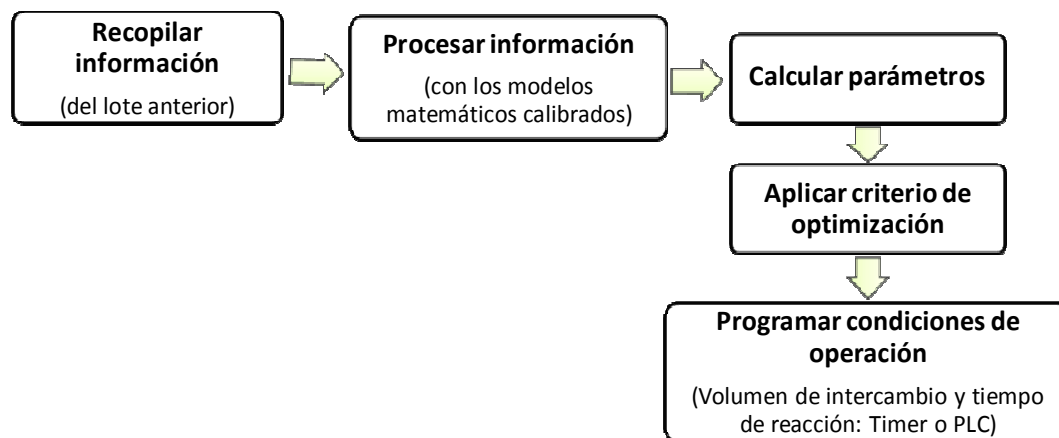 Recopilar
información
(del lote anterior)
Procesar información
(con los modelos
matemáticos calibrados)
Calcular parámetros
Aplicar criterio de
optimización
Programar condiciones de
operación
(Volumen de intercambio y tiempo
de reacción: Timer o PLC)